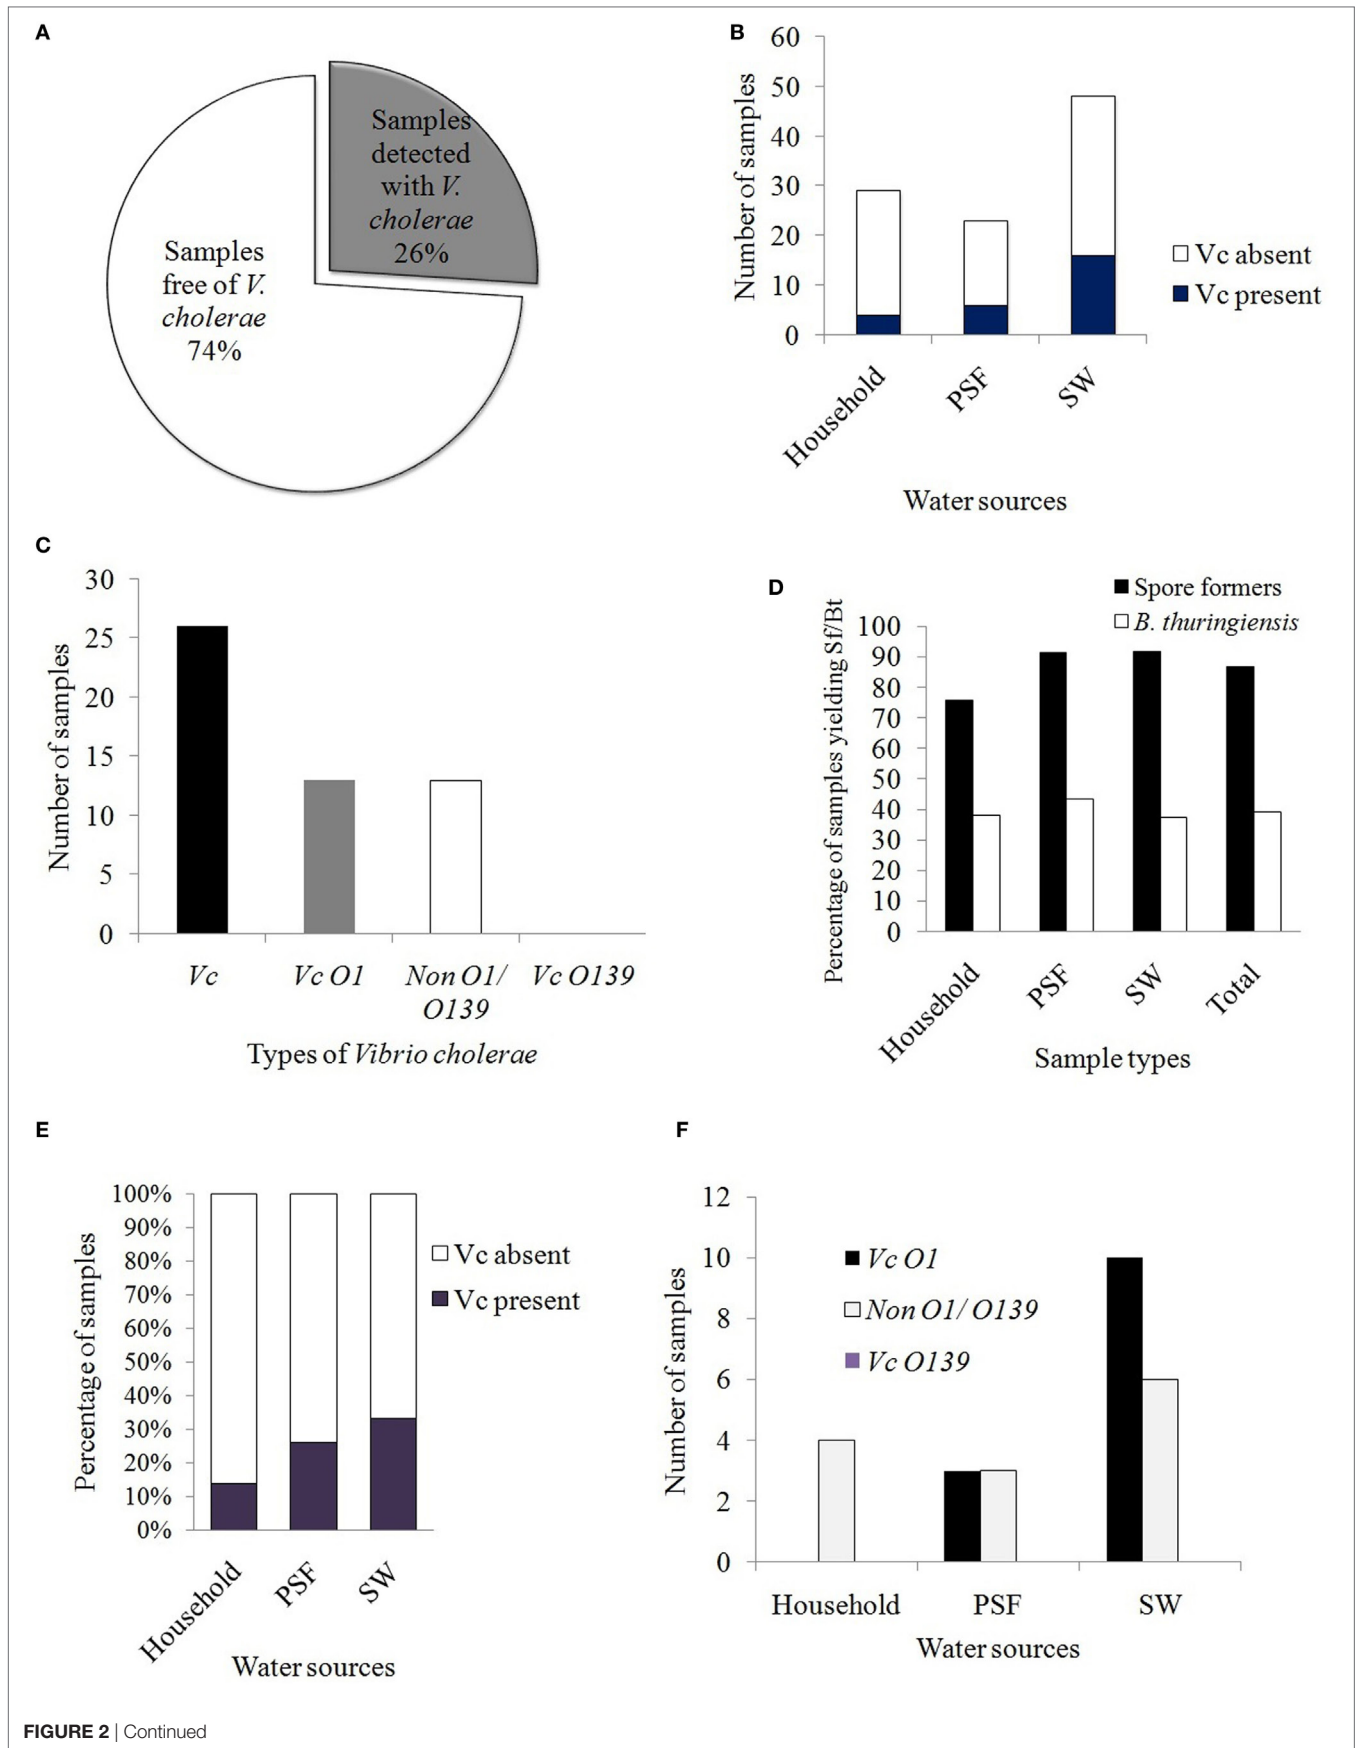 A
Samples
detected
with V.
cholerae
26%
Samples
free of V.
cholerae
74%
B
60
50
40
30
20
10
0
Number of samples
Household
PSF
SW
Water sources
Vc absent
Vc present
C
30
25
20
15
10
5
0
Number of samples
Vc
Vc O1
Non O1/
O139
Vc O139
Types of Vibrio cholerae
D
Spore formers
B. thuringiensis
100
90
80
70
60
50
40
30
20
10
0
Percentage of samples yielding Sf/Bt
Household
PSF
SW
Total
Sample types
E
100%
90%
80%
70%
60%
50%
40%
30%
20%
10%
0%
Percentage of samples
Household
PSF
SW
Water sources
Vc absent
Vc present
F
12
10
8
6
4
2
0
Number of samples
Vc O1
Non O1/ O139
Vc O139
Household
PSF
SW
Water sources
FIGURE 2 | Continued